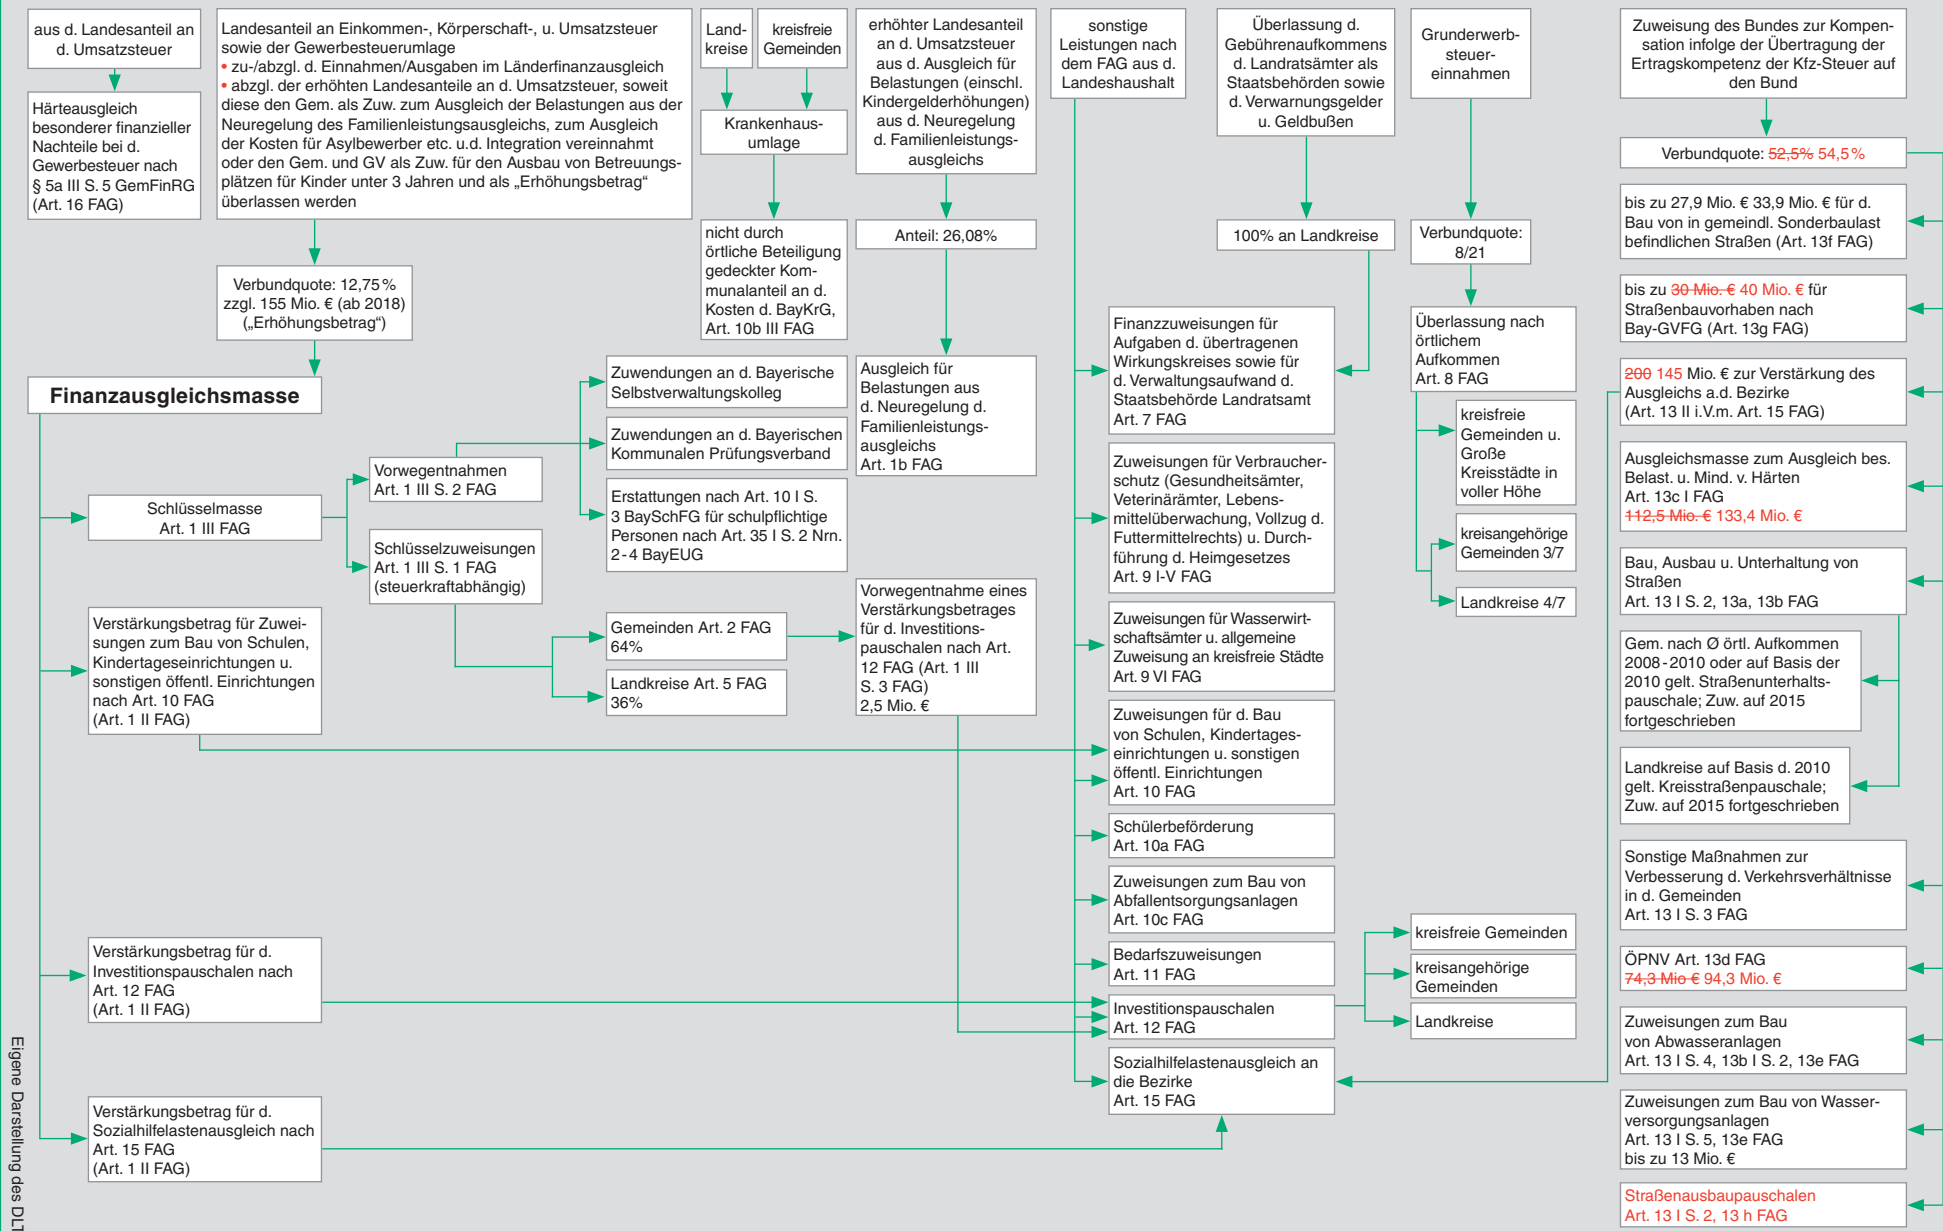 aus d. Landesanteil an
d. Umsatzsteuer
Härteausgleich
besonderer finanzieller
Nachteile bei d.
Gewerbesteuer nach
§ 5a III S. 5 GemFinRG
(Art. 16 FAG)
Landesanteil an Einkommen-, Körperschaft-, u. Umsatzsteuer
sowie der Gewerbesteuerumlage
• zu-/abzgl. d. Einnahmen/Ausgaben im Länderfinanzausgleich
• abzgl. der erhöhten Landesanteile an d. Umsatzsteuer, soweit
diese den Gem. als Zuw. zum Ausgleich der Belastungen aus der
Neuregelung des Familienleistungsausgleichs, zum Ausgleich
der Kosten für Asylbewerber etc. u.d. Integration vereinnahmt
oder den Gem. und GV als Zuw. für den Ausbau von Betreuungs-
plätzen für Kinder unter 3 Jahren und als „Erhöhungsbetrag“
überlassen werden
Verbundquote: 12,75 %
zzgl. 155 Mio. € (ab 2018)
(„Erhöhungsbetrag“)
Finanzausgleichsmasse
Schlüsselmasse
Art. 1 III FAG
Verstärkungsbetrag für Zuwei-
sungen zum Bau von Schulen,
Kindertageseinrichtungen u.
sonstigen öffentl. Einrichtungen
nach Art. 10 FAG
(Art. 1 II FAG)
Verstärkungsbetrag für d.
Investitionspauschalen nach
Art. 12 FAG
(Art. 1 II FAG)
Verstärkungsbetrag für d.
Sozialhilfelastenausgleich nach
Art. 15 FAG
(Art. 1 II FAG)
Vorwegentnahmen
Art. 1 III S. 2 FAG
Schlüsselzuweisungen
Art. 1 III S. 1 FAG
(steuerkraftabhängig)
Zuwendungen an d. Bayerische
Selbstverwaltungskolleg
Zuwendungen an d. Bayerischen
Kommunalen Prüfungsverband
Erstattungen nach Art. 10 I S.
3 BaySchFG für schulpflichtige
Personen nach Art. 35 I S. 2 Nrn.
2-4 BayEUG
Gemeinden Art. 2 FAG
64%
Landkreise Art. 5 FAG
36%
Land-
kreise
kreisfreie
Gemeinden
Krankenhaus-
umlage
nicht durch
örtliche Beteiligung
gedeckter Kom-
munalanteil an d.
Kosten d. BayKrG,
Art. 10b III FAG
erhöhter Landesanteil
an d. Umsatzsteuer
aus d. Ausgleich für
Belastungen (einschl.
Kindergelderhöhungen)
aus d. Neuregelung
d. Familienleistungs-
ausgleichs
Anteil: 26,08%
Ausgleich für
Belastungen aus
d. Neuregelung d.
Familienleistungs-
ausgleichs
Art. 1b FAG
Vorwegentnahme eines
Verstärkungsbetrages
für d. Investitions-
pauschalen nach Art.
12 FAG (Art. 1 III
S. 3 FAG)
2,5 Mio. €
sonstige
Leistungen nach
dem FAG aus d.
Landeshaushalt
Überlassung d.
Gebührenaufkommens
d. Landratsämter als
Staatsbehörden sowie
d. Verwarnungsgelder
u. Geldbußen
100% an Landkreise
Finanzzuweisungen für
Aufgaben d. übertragenen
Wirkungskreises sowie für
d. Verwaltungsaufwand d.
Staatsbehörde Landratsamt
Art. 7 FAG
Zuweisungen für Verbraucher-
schutz (Gesundheitsämter,
Veterinärämter, Lebens-
mittelüberwachung, Vollzug d.
Futtermittelrechts) u. Durch-
führung d. Heimgesetzes
Art. 9 I-V FAG
Zuweisungen für Wasserwirt-
schaftsämter u. allgemeine
Zuweisung an kreisfreie Städte
Art. 9 VI FAG
Zuweisungen für d. Bau
von Schulen, Kindertages-
einrichtungen u. sonstigen
öffentl. Einrichtungen
Art. 10 FAG
Schülerbeförderung
Art. 10a FAG
Zuweisungen zum Bau von
Abfallentsorgungsanlagen
Art. 10c FAG
Bedarfszuweisungen
Art. 11 FAG
Investitionspauschalen
Art. 12 FAG
Sozialhilfelastenausgleich an
die Bezirke
Art. 15 FAG
Grunderwerb-
steuer-
einnahmen
Verbundquote:
8/21
Überlassung nach
örtlichem
Aufkommen
Art. 8 FAG
kreisfreie
Gemeinden u.
Große
Kreisstädte in
voller Höhe
kreisangehörige
Gemeinden 3/7
Landkreise 4/7
kreisfreie Gemeinden
kreisangehörige
Gemeinden
Landkreise
Zuweisung des Bundes zur Kompen-
sation infolge der Übertragung der
Ertragskompetenz der Kfz-Steuer auf
den Bund
Verbundquote: 52,5% 54,5 %
bis zu 27,9 Mio. € 33,9 Mio. € für d.
Bau von in gemeindl. Sonderbaulast
befindlichen Straßen (Art. 13f FAG)
bis zu 30 Mio. € 40 Mio. € für
Straßenbauvorhaben nach
Bay-GVFG (Art. 13g FAG)
200 145 Mio. € zur Verstärkung des
Ausgleichs a.d. Bezirke
(Art. 13 II i.V.m. Art. 15 FAG)
Ausgleichsmasse zum Ausgleich bes.
Belast. u. Mind. v. Härten
Art. 13c I FAG
112,5 Mio. € 133,4 Mio. €
Bau, Ausbau u. Unterhaltung von
Straßen
Art. 13 I S. 2, 13a, 13b FAG
Gem. nach Ø örtl. Aufkommen
2008-2010 oder auf Basis der
2010 gelt. Straßenunterhalts-
pauschale; Zuw. auf 2015
fortgeschrieben
Landkreise auf Basis d. 2010
gelt. Kreisstraßenpauschale;
Zuw. auf 2015 fortgeschrieben
Sonstige Maßnahmen zur
Verbesserung d. Verkehrsverhältnisse
in d. Gemeinden
Art. 13 I S. 3 FAG
ÖPNV Art. 13d FAG
74,3 Mio € 94,3 Mio. €
Zuweisungen zum Bau
von Abwasseranlagen
Art. 13 I S. 4, 13b I S. 2, 13e FAG
Zuweisungen zum Bau von Wasser-
versorgungsanlagen
Art. 13 I S. 5, 13e FAG
bis zu 13 Mio. €
Straßenausbaupauschalen
Art. 13 I S. 2, 13 h FAG
Eigene Darstellung des DLT